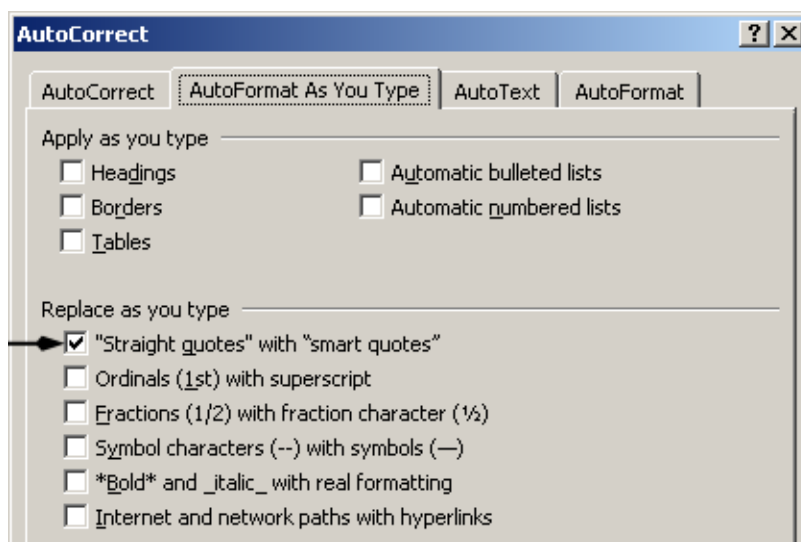 AutoCorrect
AutoCorrect AutoFormat As You Type AutoText AutoFormat
Apply as you type
Headings Automatic bulleted lists
Borders Automatic numbered lists
Tables
Replace as you type
"Straight quotes" with “smart quotes”
Ordinals (1st) with superscript
Fractions (1/2) with fraction character (½)
Symbol characters (--) with symbols (—)
*Bold* and _italic_ with real formatting
Internet and network paths with hyperlinks